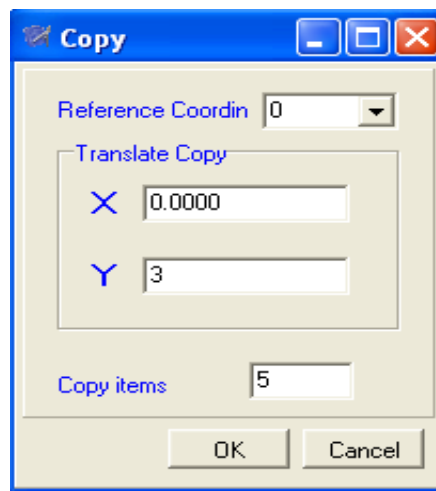 Copy
Reference Coordin 0
Translate Copy
X 0.0000
Y 3
Copy items 5
OK Cancel